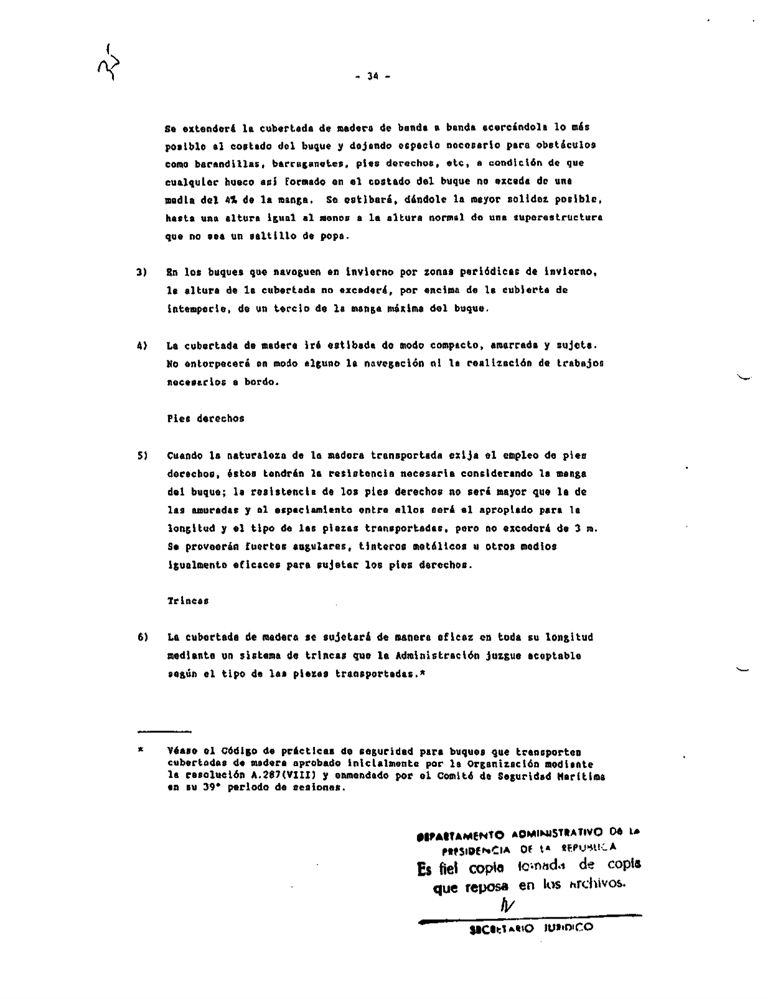 - 34 -
Se extenderá la cubertada de madera de banda a banda acercándola lo más
posible al costado del buque y dejando espacio necesario para obstáculos
como barandillas, barraganetes, pies derechos, etc, a condición de que
cualquier hueco así formado en el costado del buque no exceda de una
media del 4% de la manga. Se estibará, dándole la mayor solidez posible,
hasta una altura igual al menos a la altura normal de una superestructura
que no sea un saltillo de popa.
3) En los buques que naveguen en invierno por zonas periódicas de invierno,
la altura de la cubertada no excederá, por encima de la cubierta de
intemperie, de un tercio de la manga máxima del buque.
4) La cubertada de madera irá estibada de modo compacto, amarrada y sujeta.
No entorpecerá en modo alguno la navegación ni la realización de trabajos
necesarios a bordo.
Pies derechos
5) Cuando la naturaleza de la madera transportada exija el empleo de pies
derechos, éstos tendrán la resistencia necesaria considerando la manga
del buque; la resistencia de los pies derechos no será mayor que la de
las amuradas y el espaciamiento entre ellos será el apropiado para la
longitud y el tipo de las piezas transportadas, pero no excederá de 3 m.
Se proveerán fuertes angulares, tinteros metálicos u otros medios
igualmente eficaces para sujetar los pies derechos.
Trincas
6) La cubertada de madera se sujetará de manera eficaz en toda su longitud
mediante un sistema de trincas que la Administración juzgue aceptable
según el tipo de las piezas transportadas.*
* Véase el Código de prácticas de seguridad para buques que transporten
cubertadas de madera aprobado inicialmente por la Organización mediante
la resolución A.287(VIII) y enmendado por el Comité de Seguridad Marítima
en su 39° periodo de sesiones.
DEPARTAMENTO ADMINISTRATIVO DE LA
PRESIDENCIA DE LA REPUBLICA
Es fiel copia tomada de copia
que reposa en los archivos.
SECRETARIO JURIDICO